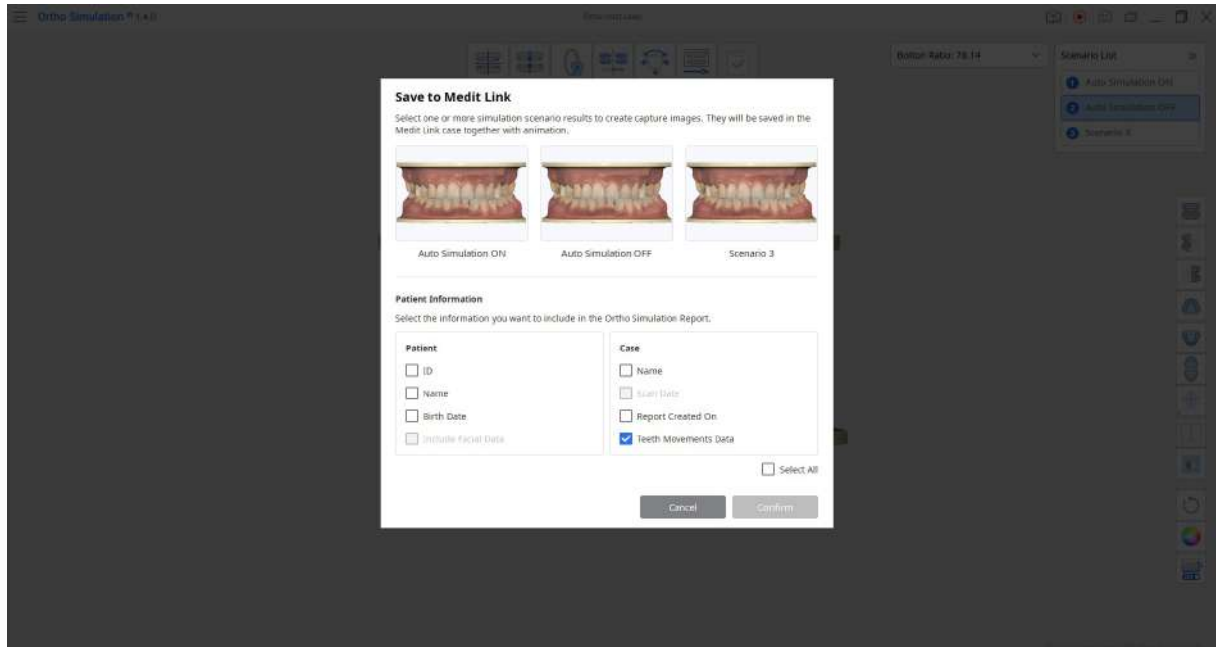 Ortho Simulation
Bolton Ratio: 78.14
Scenario List
1 Auto Simulation ON
2 Auto Simulation OFF
3 Scenario 3
Save to Medit Link
Select one or more simulation scenario results to create capture images. They will be saved in the
Medit Link case together with animation.
Auto Simulation ON
Auto Simulation OFF
Scenario 3
Patient Information
Select the information you want to include in the Ortho Simulation Report.
Patient
ID
Name
Birth Date
Include Facial Data
Case
Name
Scan Date
Report Created On
Teeth Movements Data
Select All
Cancel
Confirm